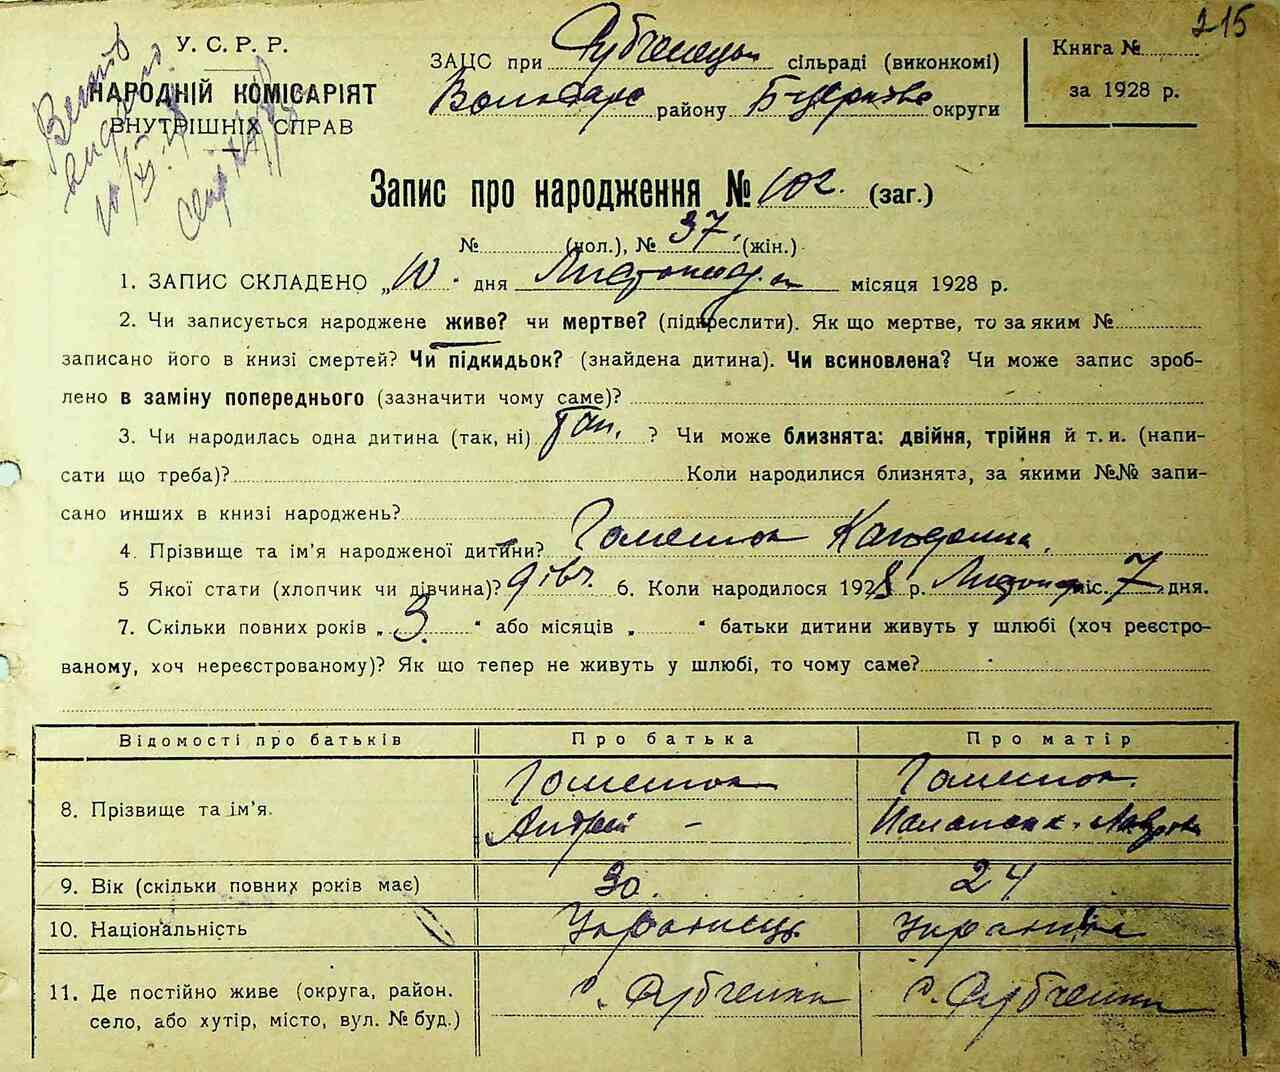 215
У. С. Р. Р.
НАРОДНІЙ КОМІСАРІЯТ
ВНУТРІШНІХ СПРАВ
ЗАЦС при сільраді (виконкомі)
району округи
Книга №
за 1928 р.
Запис про народження № 102. (заг.)
№ (чол.), № 37. (жін.)
1. ЗАПИС СКЛАДЕНО „10" дня Листопада місяця 1928 р.
2. Чи записується народжене живе? чи мертве? (підкреслити). Як що мертве, то за яким №
записано його в книзі смертей? Чи підкидьок? (знайдена дитина). Чи всиновлена? Чи може запис зроб-
лено в заміну попереднього (зазначити чому саме)?
3. Чи народилась одна дитина (так, ні) Так. ? Чи може близнята: двійня, трійня й т. и. (напи-
сати що треба)? Коли народилися близнята, за якими №№ запи-
сано инших в книзі народжень?
4. Прізвище та ім'я народженої дитини?
5 Якої стати (хлопчик чи дівчина)? дівч. 6. Коли народилося 1928 р. міс. 7 дня.
7. Скільки повних років „ 3. " або місяців „ " батьки дитини живуть у шлюбі (хоч реєстро-
ваному, хоч нереєстрованому)? Як що тепер не живуть у шлюбі, то чому саме?
Відомості про батьків Про батька Про матір
8. Прізвище та ім'я.
Андрей -
9. Вік (скільки повних років має) 30. 24
10. Національність Українець Українка
11. Де постійно живе (округа, район.
село, або хутір, місто, вул. № буд.)
с. Рубченки с. Рубченки